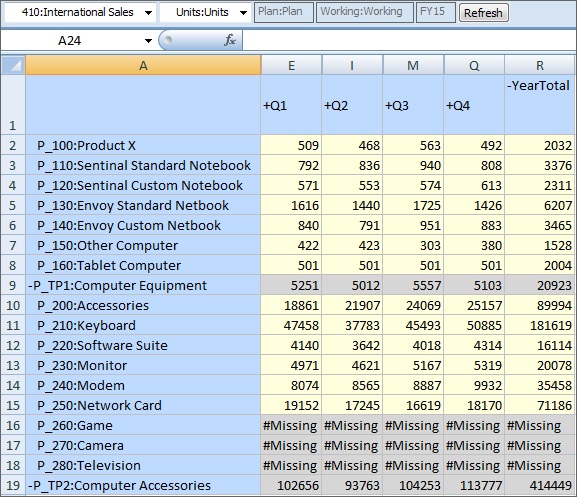 410:International Sales Units:Units Plan:Plan Working:Working FY15 Refresh
A24 fx
A E I M Q R
1 +Q1 +Q2 +Q3 +Q4 -YearTotal
2 P_100:Product X 509 468 563 492 2032
3 P_110:Sentinal Standard Notebook 792 836 940 808 3376
4 P_120:Sentinal Custom Notebook 571 553 574 613 2311
5 P_130:Envoy Standard Netbook 1616 1440 1725 1426 6207
6 P_140:Envoy Custom Netbook 840 791 951 883 3465
7 P_150:Other Computer 422 423 303 380 1528
8 P_160:Tablet Computer 501 501 501 501 2004
9 -P_TP1:Computer Equipment 5251 5012 5557 5103 20923
10 P_200:Accessories 18861 21907 24069 25157 89994
11 P_210:Keyboard 47458 37783 45493 50885 181619
12 P_220:Software Suite 4140 3642 4018 4314 16114
13 P_230:Monitor 4971 4621 5167 5319 20078
14 P_240:Modem 8074 8565 8887 9932 35458
15 P_250:Network Card 19152 17245 16619 18170 71186
16 P_260:Game #Missing #Missing #Missing #Missing #Missing
17 P_270:Camera #Missing #Missing #Missing #Missing #Missing
18 P_280:Television #Missing #Missing #Missing #Missing #Missing
19 -P_TP2:Computer Accessories 102656 93763 104253 113777 414449